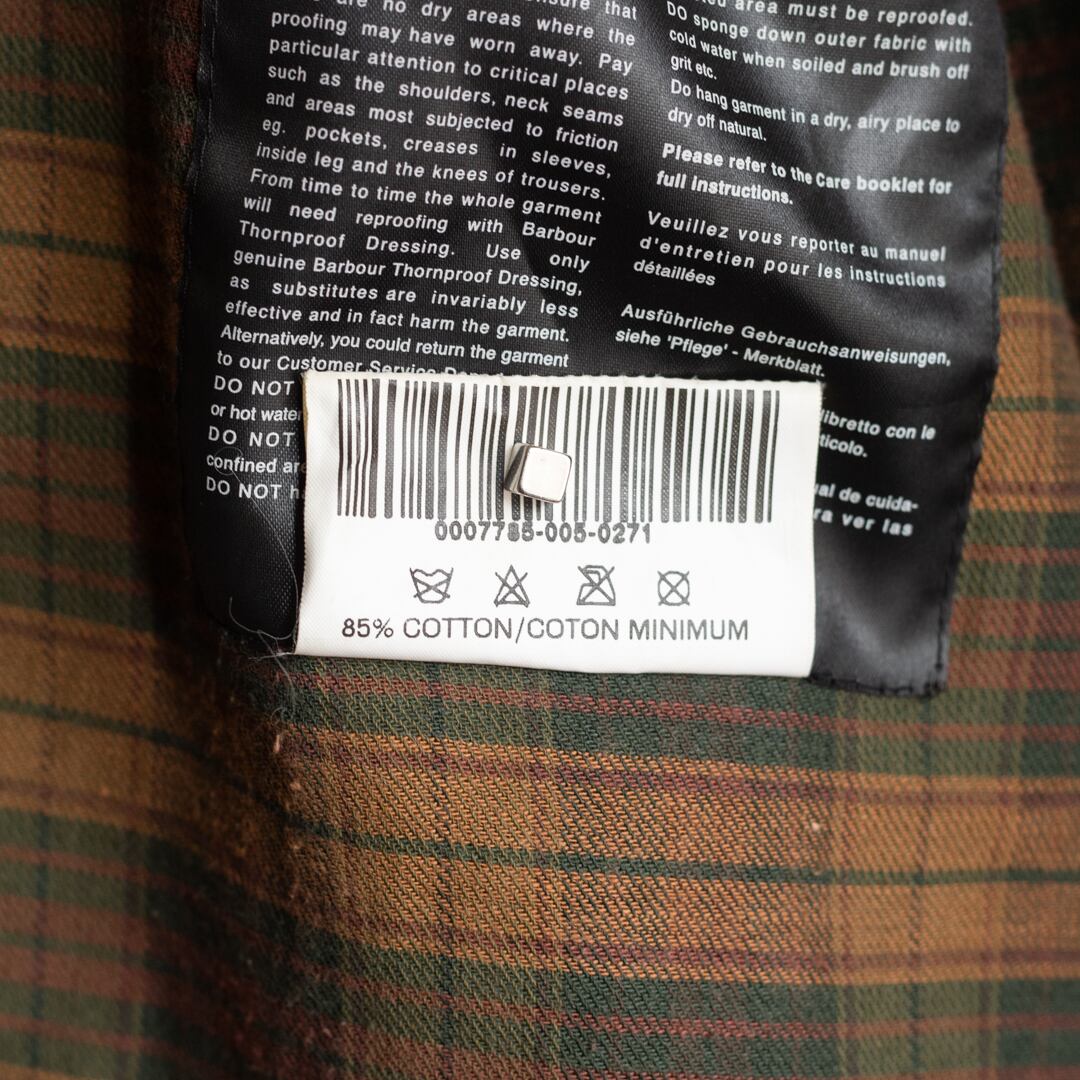 are no dry areas where the
proofing may have worn away. Pay
particular attention to critical places
such as the shoulders, neck seams
and areas most subjected to friction
eg. pockets, creases in sleeves,
inside leg and the knees of trousers.
From time to time the whole garment
will need reproofing with Barbour
Thornproof Dressing. Use only
genuine Barbour Thornproof Dressing,
as substitutes are invariably less
effective and in fact harm the garment.
Alternatively, you could return the garment
to our Customer Service
DO NOT
or hot water
DO NOT
confined
DO NOT
area must be reproofed.
DO sponge down outer fabric with
cold water when soiled and brush off
grit etc.
Do hang garment in a dry, airy place to
dry off natural.
Please refer to the Care booklet for
full instructions.
Veuillez vous reporter au manuel
d'entretien pour les instructions
détaillées
Ausführliche Gebrauchsanweisungen,
siehe 'Pflege' - Merkblatt.
libretto con le
de cuida-
ver las
0007785-005-0271
85% COTTON/COTON MINIMUM